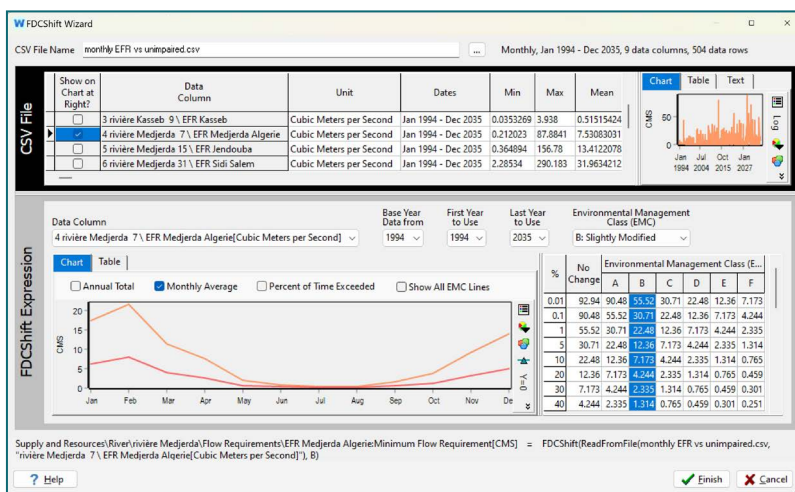 W FDCShift Wizard
CSV File Name monthly EFR vs unimpaired.csv ... Monthly, Jan 1994 - Dec 2035, 9 data columns, 504 data rows
CSV File
Show on Chart at Right? Data Column Unit Dates Min Max Mean
3 rivière Kasseb 9 \ EFR Kasseb Cubic Meters per Second Jan 1994 - Dec 2035 0.0353269 3.938 0.51515424
4 rivière Medjerda 7 \ EFR Medjerda Algerie Cubic Meters per Second Jan 1994 - Dec 2035 0.212023 87.8841 7.53083031
5 rivière Medjerda 15 \ EFR Jendouba Cubic Meters per Second Jan 1994 - Dec 2035 0.364894 156.78 13.4122078
6 rivière Medjerda 31 \ EFR Sidi Salem Cubic Meters per Second Jan 1994 - Dec 2035 2.28534 290.183 31.9634212
Chart Table Text
CMS
50
0
Jan Jul Oct Jan
1994 2004 2015 2027
Log
FDCShift Expression
Data Column
4 rivière Medjerda 7 \ EFR Medjerda Algerie[Cubic Meters per Second]
Base Year Data from
1994
First Year to Use
1994
Last Year to Use
2035
Environmental Management Class (EMC)
B: Slightly Modified
Chart Table
Annual Total Monthly Average Percent of Time Exceeded Show All EMC Lines
CMS
20
15
10
5
0
Jan Feb Mar Apr May Jun Jul Aug Sep Oct Nov De
Y=0
% No Change Environmental Management Class (E...
A B C D E F
0.01 92.94 90.48 55.52 30.71 22.48 12.36 7.173
0.1 90.48 55.52 30.71 22.48 12.36 7.173 4.244
1 55.52 30.71 22.48 12.36 7.173 4.244 2.335
5 30.71 22.48 12.36 7.173 4.244 2.335 1.314
10 22.48 12.36 7.173 4.244 2.335 1.314 0.765
20 12.36 7.173 4.244 2.335 1.314 0.765 0.459
30 7.173 4.244 2.335 1.314 0.765 0.459 0.301
40 4.244 2.335 1.314 0.765 0.459 0.301 0.251
Supply and Resources\River\rivière Medjerda\Flow Requirements\EFR Medjerda Algerie:Minimum Flow Requirement[CMS] = FDCShift(ReadFromFile(monthly EFR vs unimpaired.csv,
"rivière Medjerda 7 \ EFR Medjerda Algerie[Cubic Meters per Second]"), B)
? Help Finish Cancel